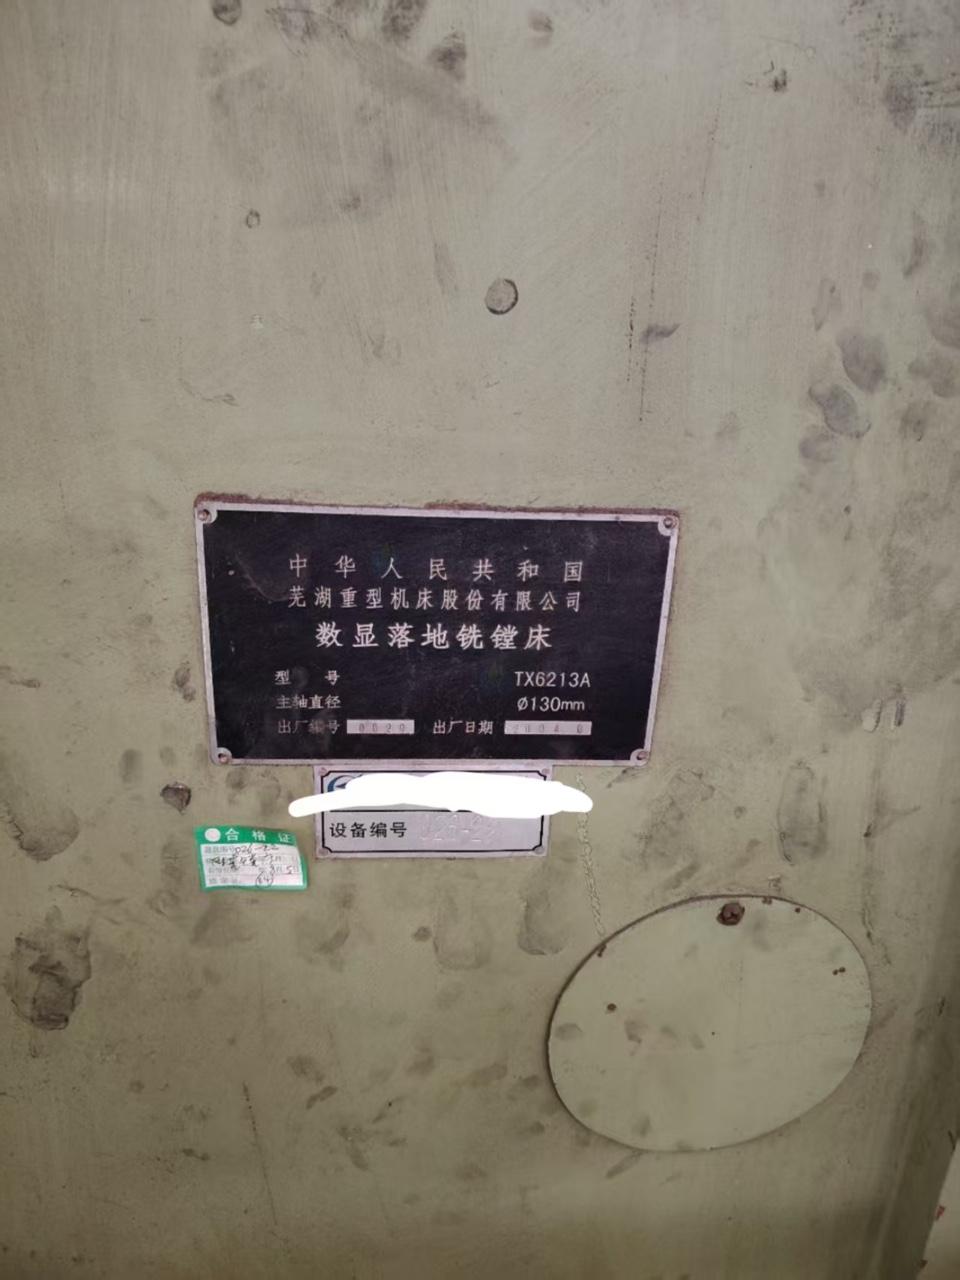 中华人民共和国
芜湖重型机床股份有限公司
数显落地铣镗床
型号 TX6213A
主轴直径 Ø130mm
出厂编号 0020 出厂日期
设备编号
合格证